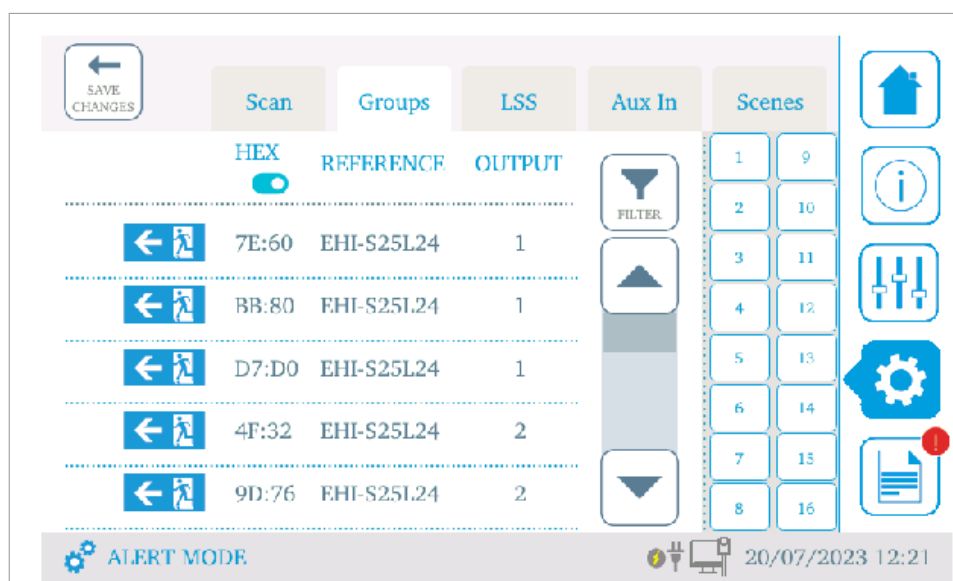 SAVE
CHANGES
Scan Groups LSS Aux In Scenes
HEX REFERENCE OUTPUT
FILTER
7E:60 EHI-S25L24 1
BB:80 EHI-S25L24 1
D7:D0 EHI-S25L24 1
4F:32 EHI-S25L24 2
9D:76 EHI-S25L24 2
1 9
2 10
3 11
4 12
5 13
6 14
7 15
8 16
i
!
ALERT MODE 20/07/2023 12:21